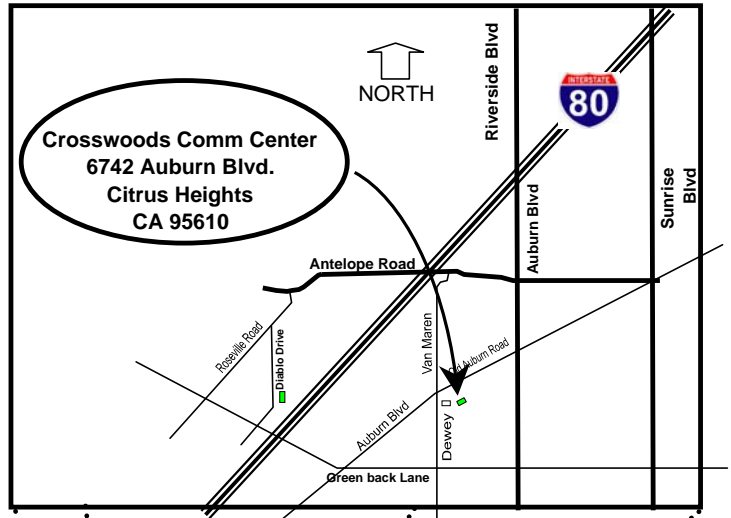 NORTH
Riverside Blvd
INTERSTATE
80
Crosswoods Comm Center
6742 Auburn Blvd.
Citrus Heights
CA 95610
Sunrise
Blvd
Auburn Blvd
Antelope Road
Roseville Road
Diablo Drive
Van Maren
Old Auburn Road
Auburn Blvd
Dewey
Green back Lane